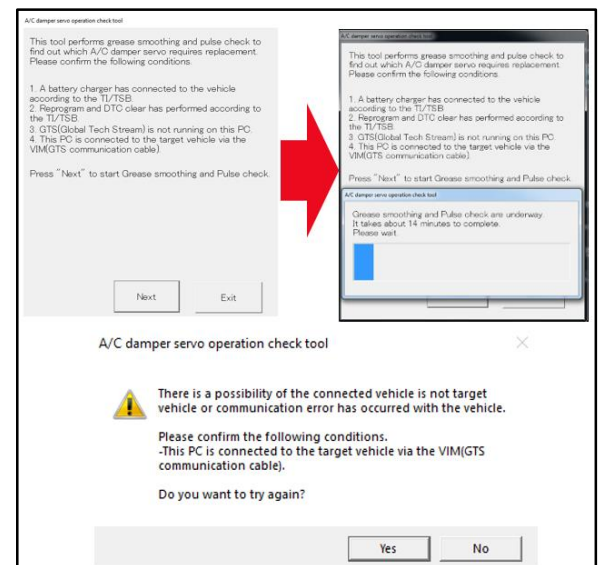 A/C damper servo operation check tool
This tool performs grease smoothing and pulse check to
find out which A/C damper servo requires replacement.
Please confirm the following conditions.
1. A battery charger has connected to the vehicle
according to the TI/TSB.
2. Reprogram and DTC clear has performed according to
the TI/TSB.
3. GTS(Global Tech Stream) is not running on this PC.
4. This PC is connected to the target vehicle via the
VIM(GTS communication cable).
Press "Next" to start Grease smoothing and Pulse check.
Next
Exit
A/C damper servo operation check tool
This tool performs grease smoothing and pulse check to
find out which A/C damper servo requires replacement.
Please confirm the following conditions.
1. A battery charger has connected to the vehicle
according to the TI/TSB.
2. Reprogram and DTC clear has performed according to
the TI/TSB.
3. GTS(Global Tech Stream) is not running on this PC.
4. This PC is connected to the target vehicle via the
VIM(GTS communication cable).
Press "Next" to start Grease smoothing and Pulse check.
A/C damper servo operation check tool
Grease smoothing and Pulse check are underway.
It takes about 14 minutes to complete.
Please wait.
A/C damper servo operation check tool
There is a possibility of the connected vehicle is not target
vehicle or communication error has occurred with the vehicle.
Please confirm the following conditions.
-This PC is connected to the target vehicle via the VIM(GTS
communication cable).
Do you want to try again?
Yes
No